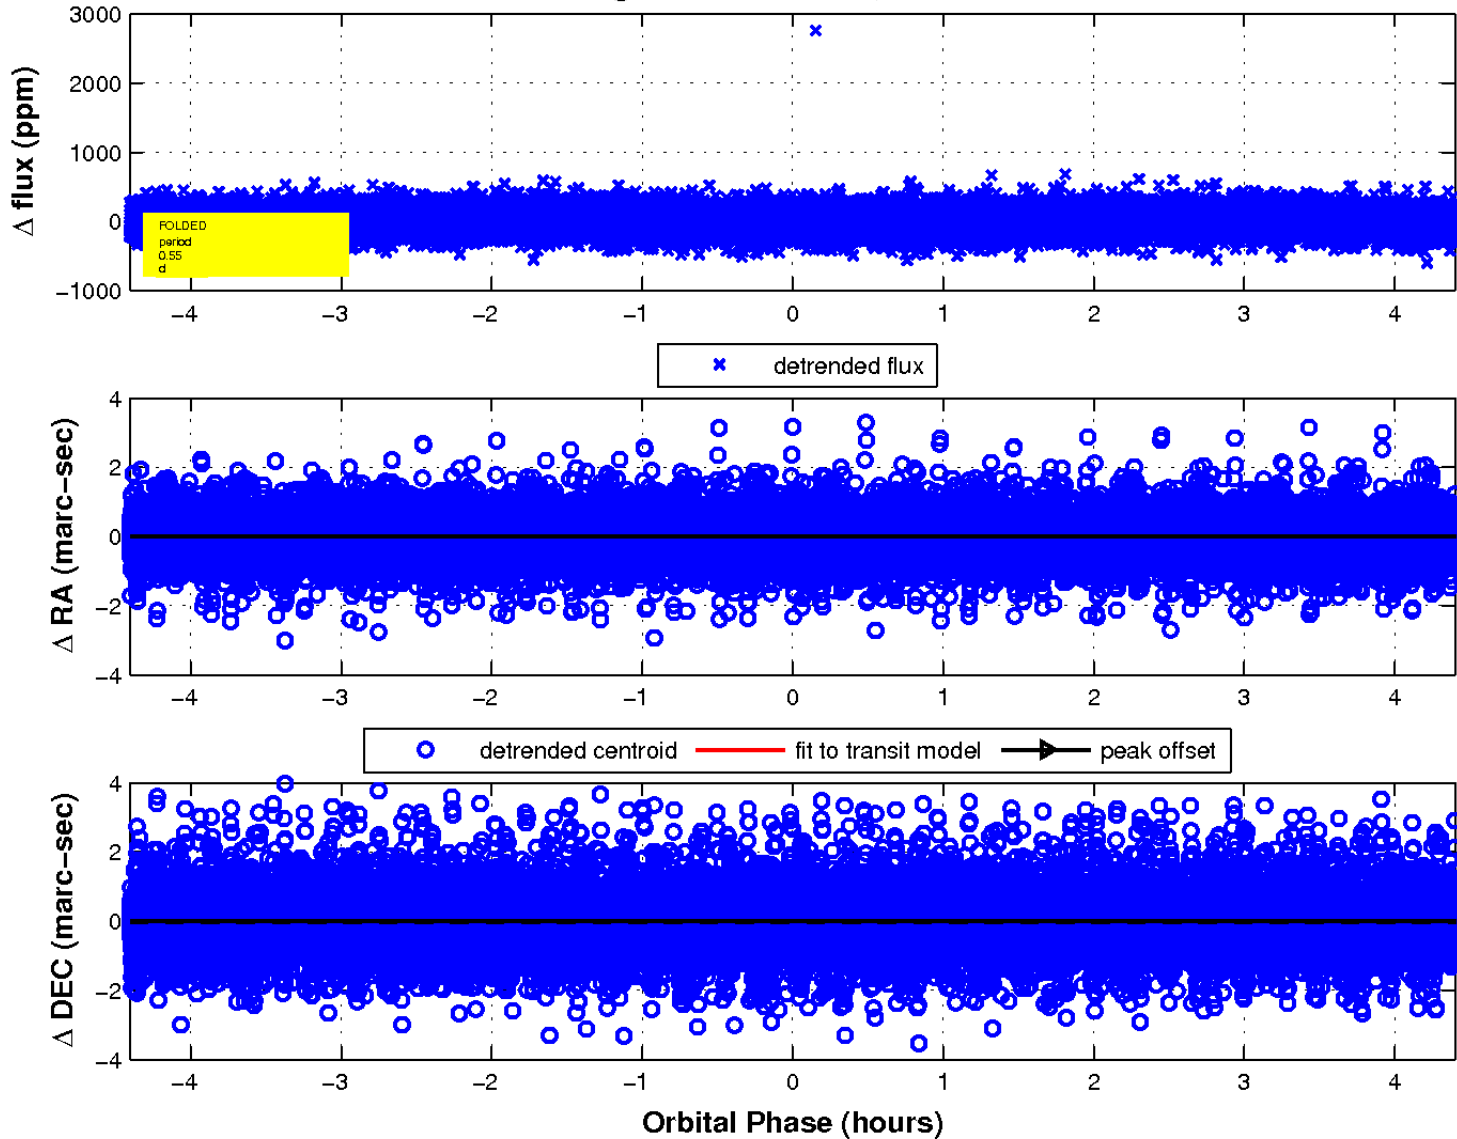 3000
2000
1000
0
−1000
Δ flux (ppm)
FOLDED
period
0.55
d
−4 −3 −2 −1 0 1 2 3 4
detrended flux
4
2
0
−2
−4
Δ RA (marc−sec)
−4 −3 −2 −1 0 1 2 3 4
detrended centroid fit to transit model peak offset
4
2
0
−2
−4
Δ DEC (marc−sec)
−4 −3 −2 −1 0 1 2 3 4
Orbital Phase (hours)